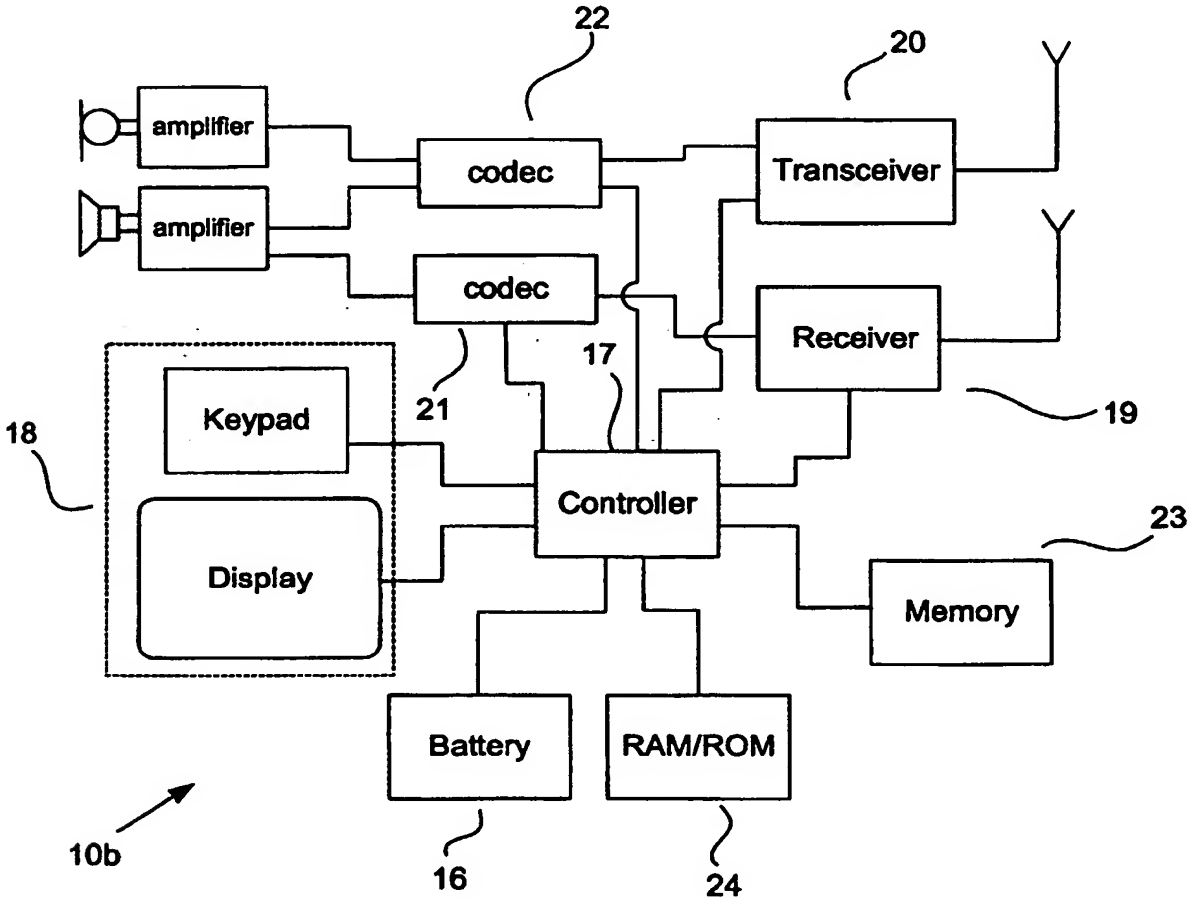 22
20
amplifier
codec
Transceiver
amplifier
codec
Receiver
17
21
19
18
Keypad
Controller
23
Display
Memory
Battery
RAM/ROM
10b
16
24